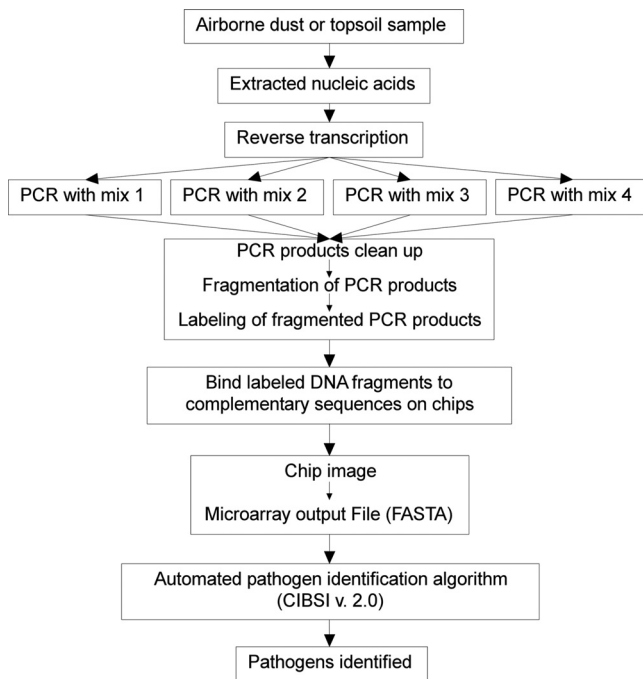 Airborne dust or topsoil sample
Extracted nucleic acids
Reverse transcription
PCR with mix 1
PCR with mix 2
PCR with mix 3
PCR with mix 4
PCR products clean up
Fragmentation of PCR products
Labeling of fragmented PCR products
Bind labeled DNA fragments to
complementary sequences on chips
Chip image
Microarray output File (FASTA)
Automated pathogen identification algorithm
(CIBSI v. 2.0)
Pathogens identified